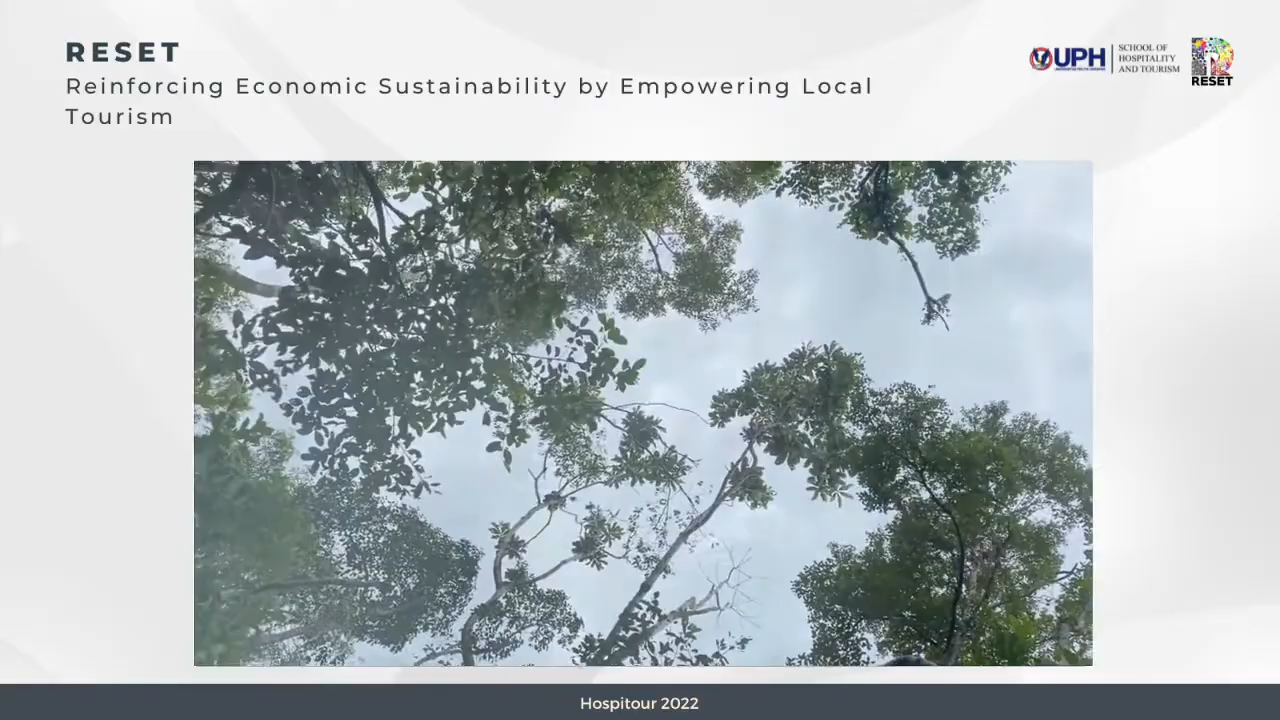 RESET
Reinforcing Economic Sustainability by Empowering Local
Tourism
UPH
SCHOOL OF
HOSPITALITY
AND TOURISM
RESET
Hospitour 2022